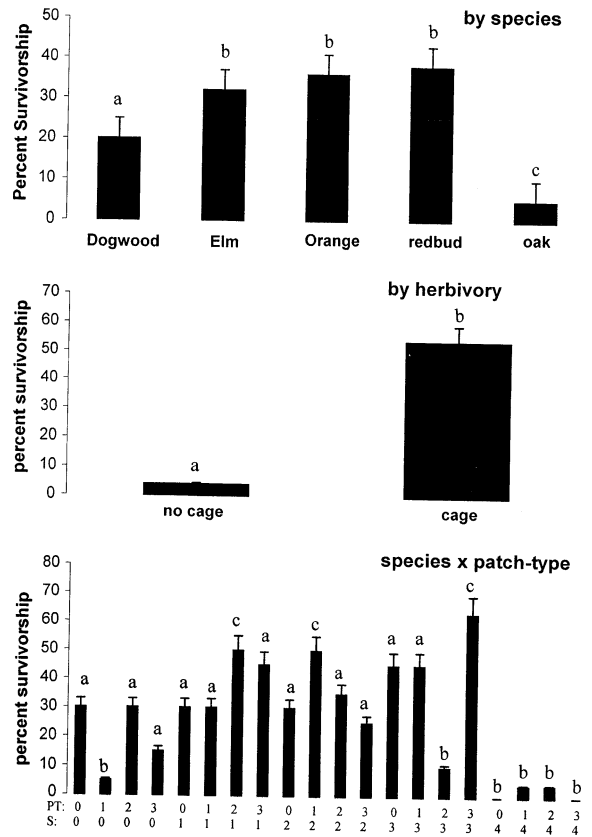 by species
Percent Survivorship
50
40
30
20
10
0
a
b
b
b
c
Dogwood Elm Orange redbud oak
by herbivory
percent survivorship
70
60
50
40
30
20
10
0
a
b
no cage cage
species x patch-type
percent survivorship
80
70
60
50
40
30
20
10
0
a b a a a a c a a c a a a a b c b a a b
PT: 0 1 2 3 0 1 2 3 0 1 2 3 0 1 2 3 0 1 2 3
S: 0 0 0 0 1 1 1 1 2 2 2 2 3 3 3 3 4 4 4 4